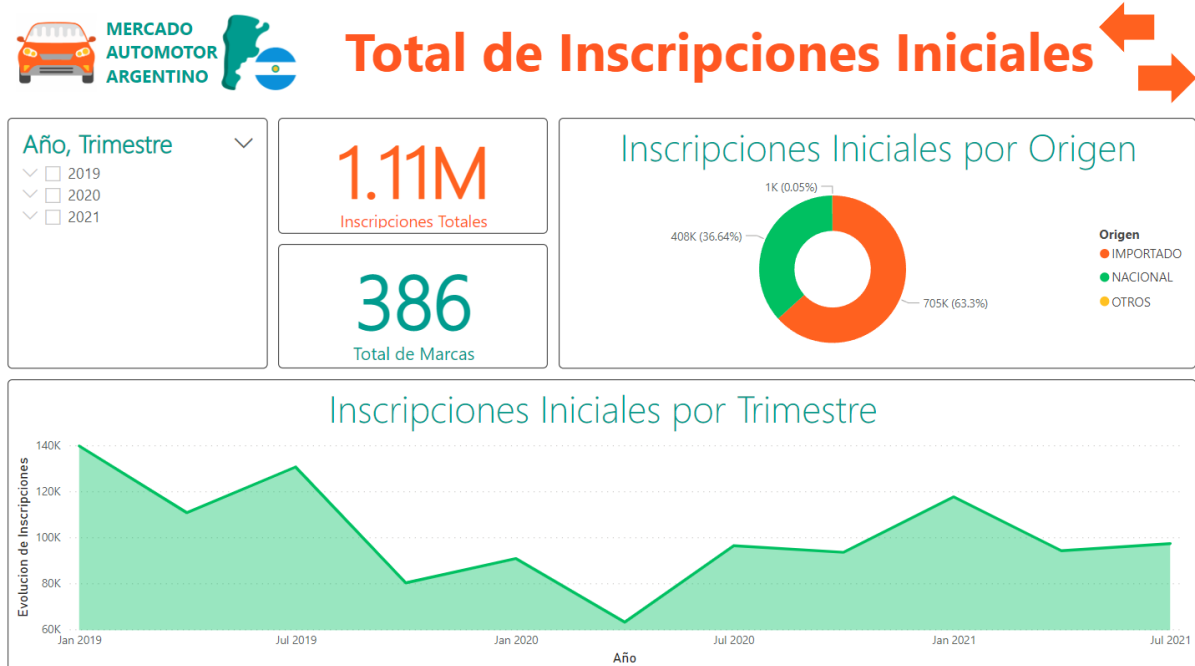 MERCADO
AUTOMOTOR
ARGENTINO
Total de Inscripciones Iniciales
Año, Trimestre
2019
2020
2021
1.11M
Inscripciones Totales
386
Total de Marcas
Inscripciones Iniciales por Origen
1K (0.05%)
408K (36.64%)
705K (63.3%)
Origen
IMPORTADO
NACIONAL
OTROS
Inscripciones Iniciales por Trimestre
Evolucion de Inscripciones
140K
120K
100K
80K
60K
Jan 2019
Jul 2019
Jan 2020
Jul 2020
Jan 2021
Jul 2021
Año